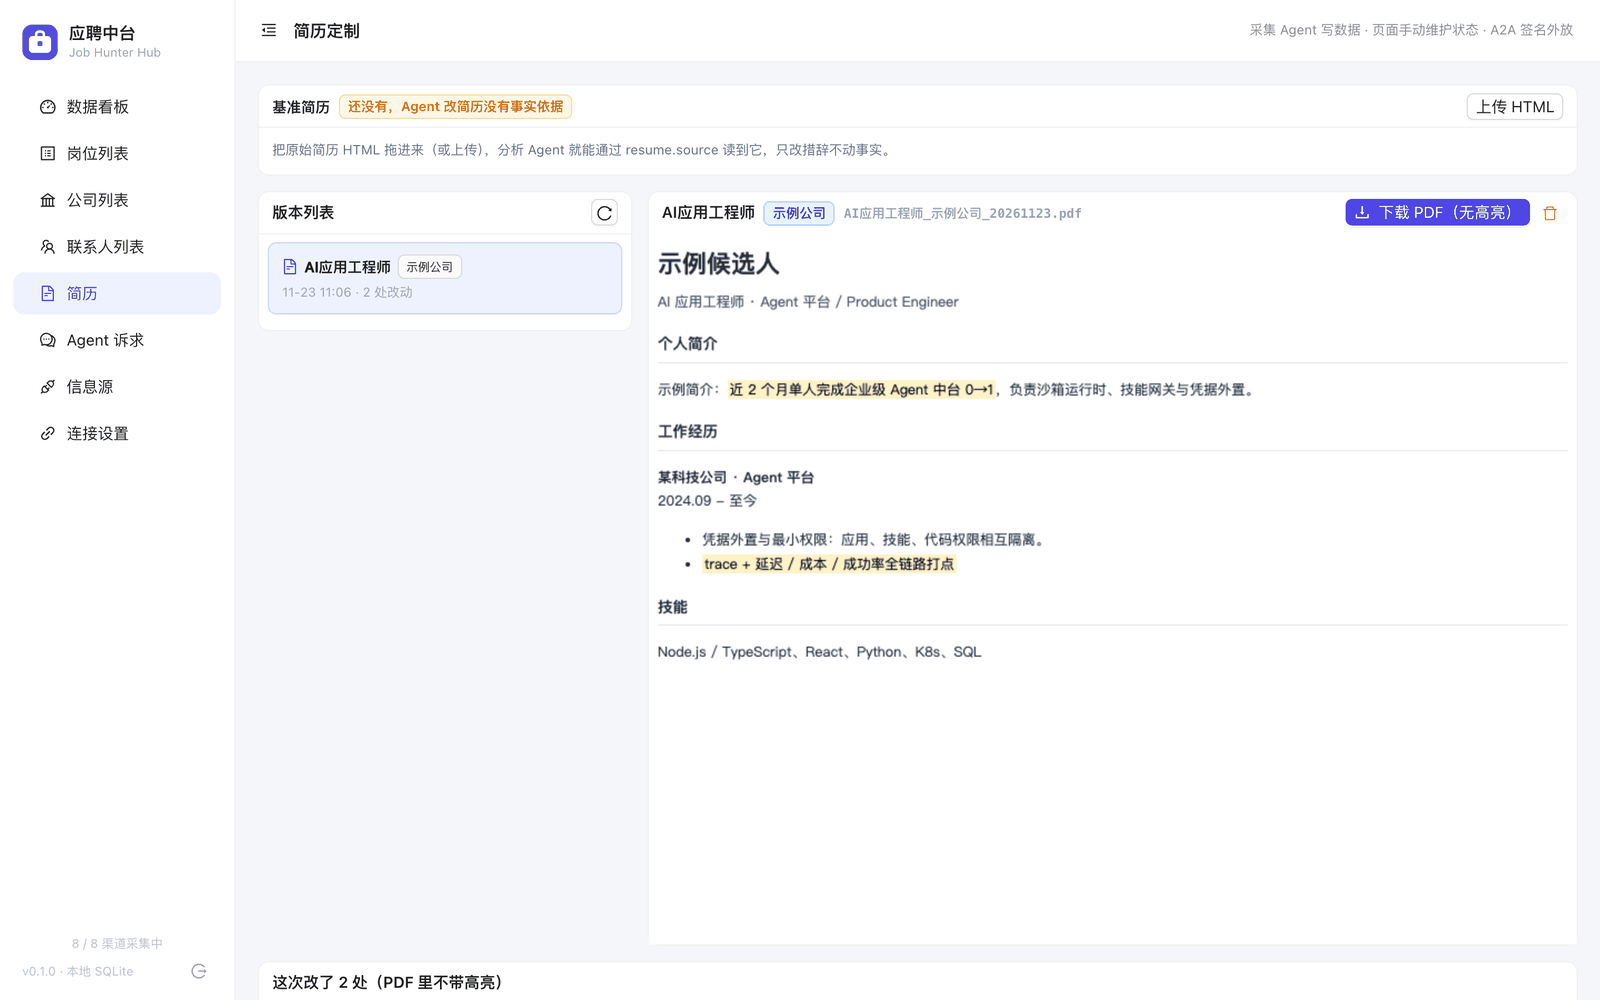 应聘中台
Job Hunter Hub
数据看板
岗位列表
公司列表
联系人列表
简历
Agent 诉求
信息源
连接设置
8 / 8 渠道采集中
v0.1.0 · 本地 SQLite
简历定制
采集 Agent 写数据 · 页面手动维护状态 · A2A 签名外放
基准简历 还没有，Agent 改简历没有事实依据
上传 HTML
把原始简历 HTML 拖进来（或上传），分析 Agent 就能通过 resume.source 读到它，只改措辞不动事实。
版本列表
AI应用工程师 示例公司
11-23 11:06 · 2 处改动
AI应用工程师 示例公司 AI应用工程师_示例公司_20261123.pdf
下载 PDF（无高亮）
示例候选人
AI 应用工程师 · Agent 平台 / Product Engineer
个人简介
示例简介：近 2 个月单人完成企业级 Agent 中台 0→1，负责沙箱运行时、技能网关与凭据外置。
工作经历
某科技公司 · Agent 平台
2024.09 – 至今
• 凭据外置与最小权限：应用、技能、代码权限相互隔离。
• trace + 延迟 / 成本 / 成功率全链路打点
技能
Node.js / TypeScript、React、Python、K8s、SQL
这次改了 2 处（PDF 里不带高亮）